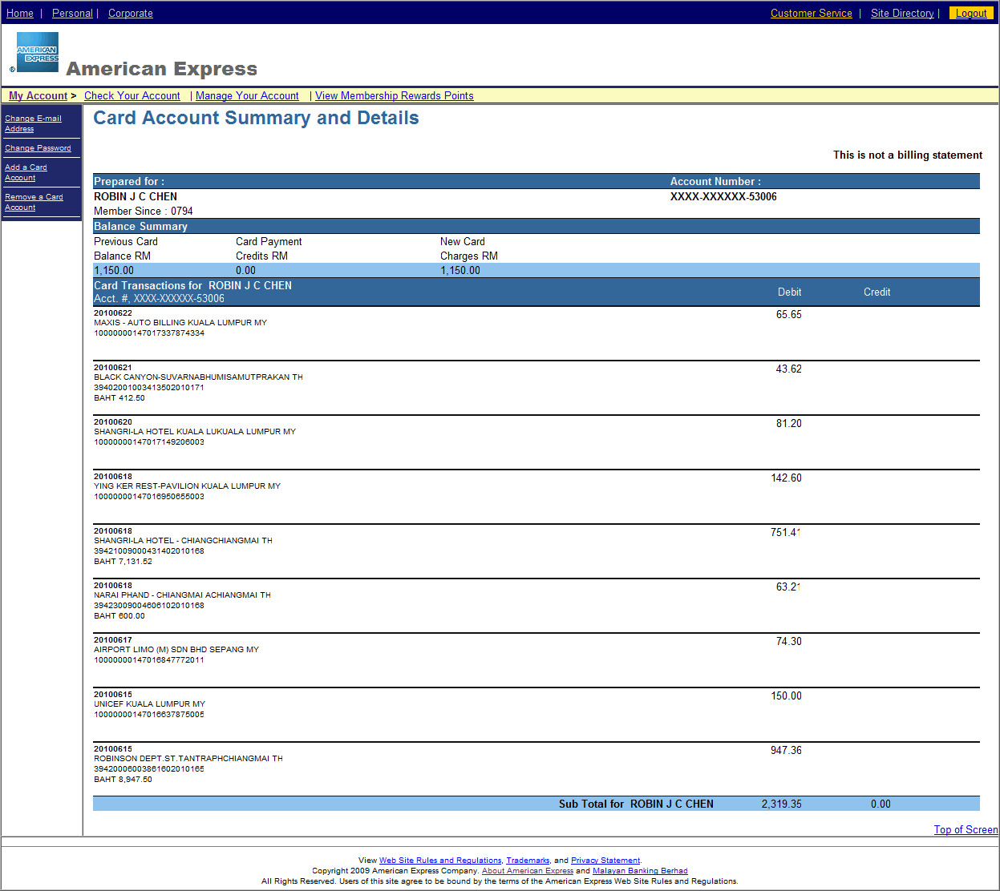 Home | Personal | Corporate Customer Service | Site Directory | Logout
AMERICAN EXPRESS
® American Express
My Account > Check Your Account | Manage Your Account | View Membership Rewards Points
Change E-mail Address
Change Password
Add a Card Account
Remove a Card Account
Card Account Summary and Details
This is not a billing statement
Prepared for : Account Number :
ROBIN J C CHEN XXXX-XXXXXX-53006
Member Since : 0794
Balance Summary
Previous Card Card Payment New Card
Balance RM Credits RM Charges RM
1,150.00 0.00 1,150.00
Card Transactions for ROBIN J C CHEN
Acct. #, XXXX-XXXXXX-53006 Debit Credit
20100622 65.65
MAXIS - AUTO BILLING KUALA LUMPUR MY
10000000147017337874334
20100621 43.62
BLACK CANYON-SUVARNABHUMISAMUTPRAKAN TH
39402001003413502010171
BAHT 412.50
20100620 81.20
SHANGRI-LA HOTEL KUALA LUKUALA LUMPUR MY
10000000147017149206003
20100618 142.60
YING KER REST-PAVILION KUALA LUMPUR MY
10000000147016950655003
20100618 751.41
SHANGRI-LA HOTEL - CHIANGCHIANGMAI TH
39421009000431402010168
BAHT 7,131.52
20100618 63.21
NARAI PHAND - CHIANGMAI ACHIANGMAI TH
39423009004606102010168
BAHT 600.00
20100617 74.30
AIRPORT LIMO (M) SDN BHD SEPANG MY
10000000147016847772011
20100615 150.00
UNICEF KUALA LUMPUR MY
10000000147016637875005
20100615 947.36
ROBINSON DEPT.ST.TANTRAPHCHIANGMAI TH
39420006003861602010165
BAHT 8,947.50
Sub Total for ROBIN J C CHEN 2,319.35 0.00
Top of Screen
View Web Site Rules and Regulations, Trademarks, and Privacy Statement.
Copyright 2009 American Express Company. About American Express and Malayan Banking Berhad
All Rights Reserved. Users of this site agree to be bound by the terms of the American Express Web Site Rules and Regulations.